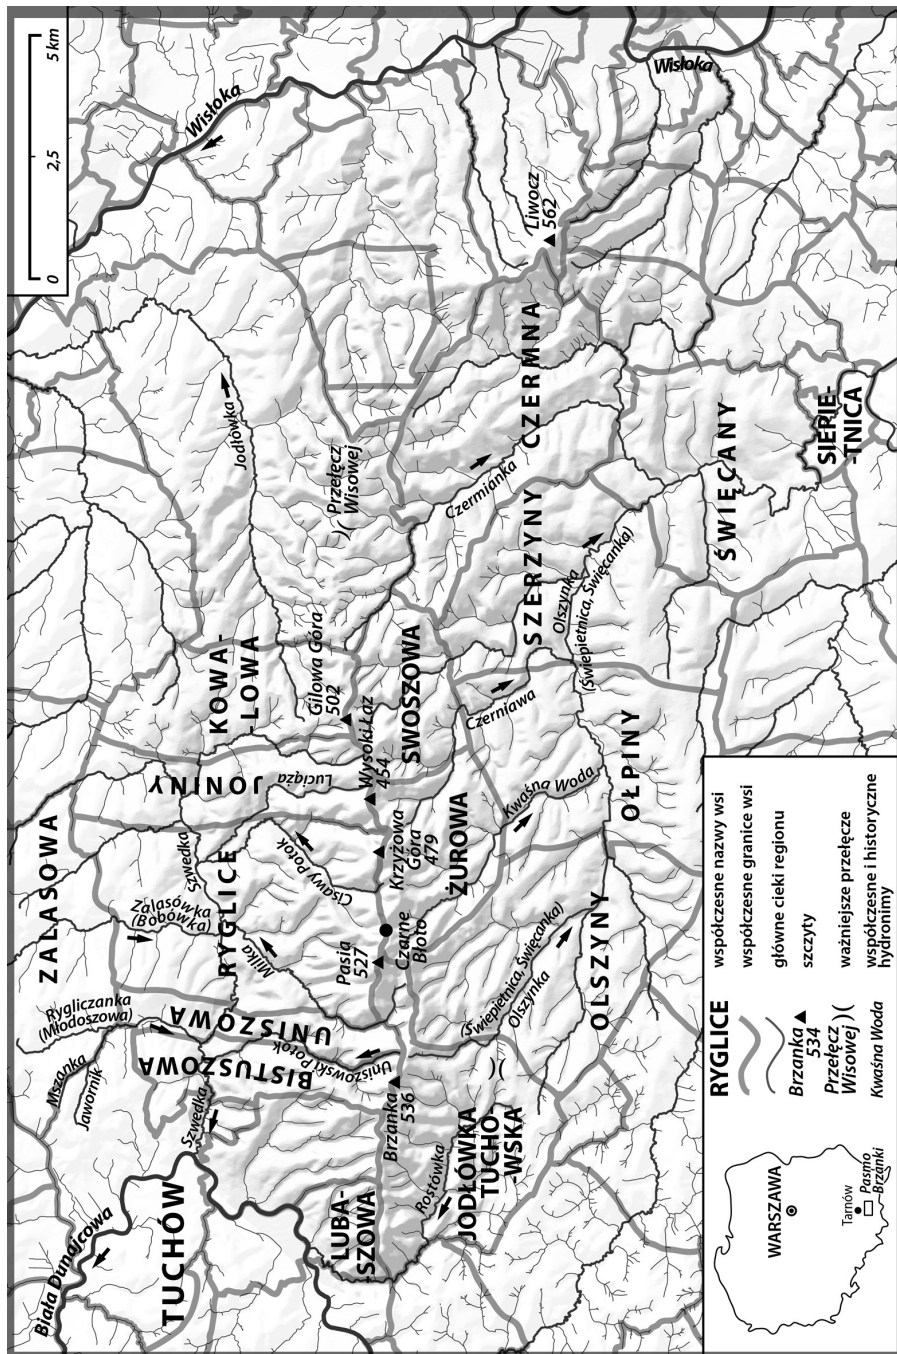 Biała Dunajcowa
TUCHÓW
Mszanka
Jawornik
Rygliczanka
(Młodoszowa)
ZALASOWA
Zalasówka
(Bobówka)
Szwedka
Szwedka
BISTUSZOWA
UNISZOWA
Uniszowski Potok
RYGLICE
Milka
Cisawy Potok
JONINY
Luciąża
KOWA-
-LOWA
Gilowa Góra
502
Jodłówka
Wisłoka
0
2,5
5 km
LUBA-
-SZOWA
Brzanka
536
Pasia
527
Czarne
Błoto
Krzyżowa
Góra
479
Wysoki Łaz
454
SWOSZOWA
Przełęcz
Wisowej
Rostówka
JODŁÓWKA
TUCHO-
-WSKA
ŻUROWA
Kwaśna Woda
Czerniawa
Czermianka
SZERZYNY
CZERMNA
Liwocz
562
Wisłoka
(Świepietnica, Święcanka)
Olszynka
OLSZYNY
OŁPINY
Olszynka
(Świepietnica, Święcanka)
ŚWIĘCANY
SIEPIE-
-TNICA
WARSZAWA
Tarnów
Pasmo
Brzanki
RYGLICE
współczesne nazwy wsi
współczesne granice wsi
główne cieki regionu
Brzanka
534
szczyty
Przełęcz
Wisowej
ważniejsze przełęcze
Kwaśna Woda
współczesne i historyczne
hydronimy